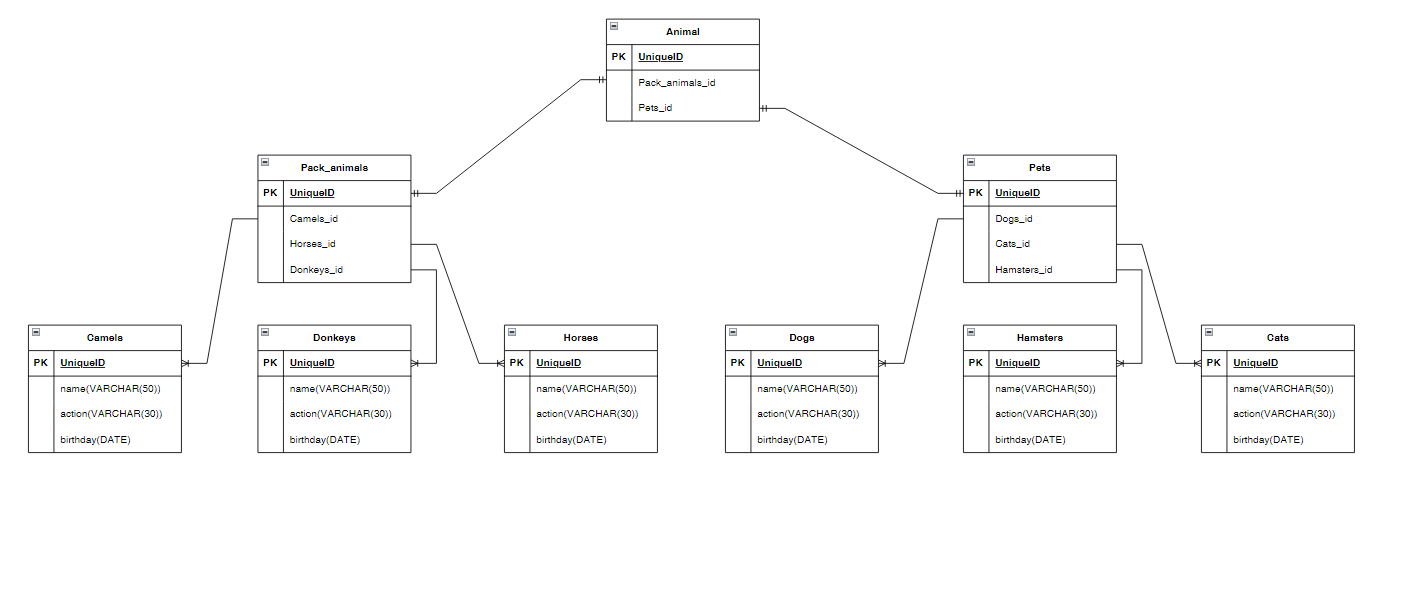 Animal
PK UniqueID
Pack_animals_id
Pets_id
Pack_animals
PK UniqueID
Camels_id
Horses_id
Donkeys_id
Pets
PK UniqueID
Dogs_id
Cats_id
Hamsters_id
Camels
PK UniqueID
name(VARCHAR(50))
action(VARCHAR(30))
birthday(DATE)
Donkeys
PK UniqueID
name(VARCHAR(50))
action(VARCHAR(30))
birthday(DATE)
Horses
PK UniqueID
name(VARCHAR(50))
action(VARCHAR(30))
birthday(DATE)
Dogs
PK UniqueID
name(VARCHAR(50))
action(VARCHAR(30))
birthday(DATE)
Hamsters
PK UniqueID
name(VARCHAR(50))
action(VARCHAR(30))
birthday(DATE)
Cats
PK UniqueID
name(VARCHAR(50))
action(VARCHAR(30))
birthday(DATE)